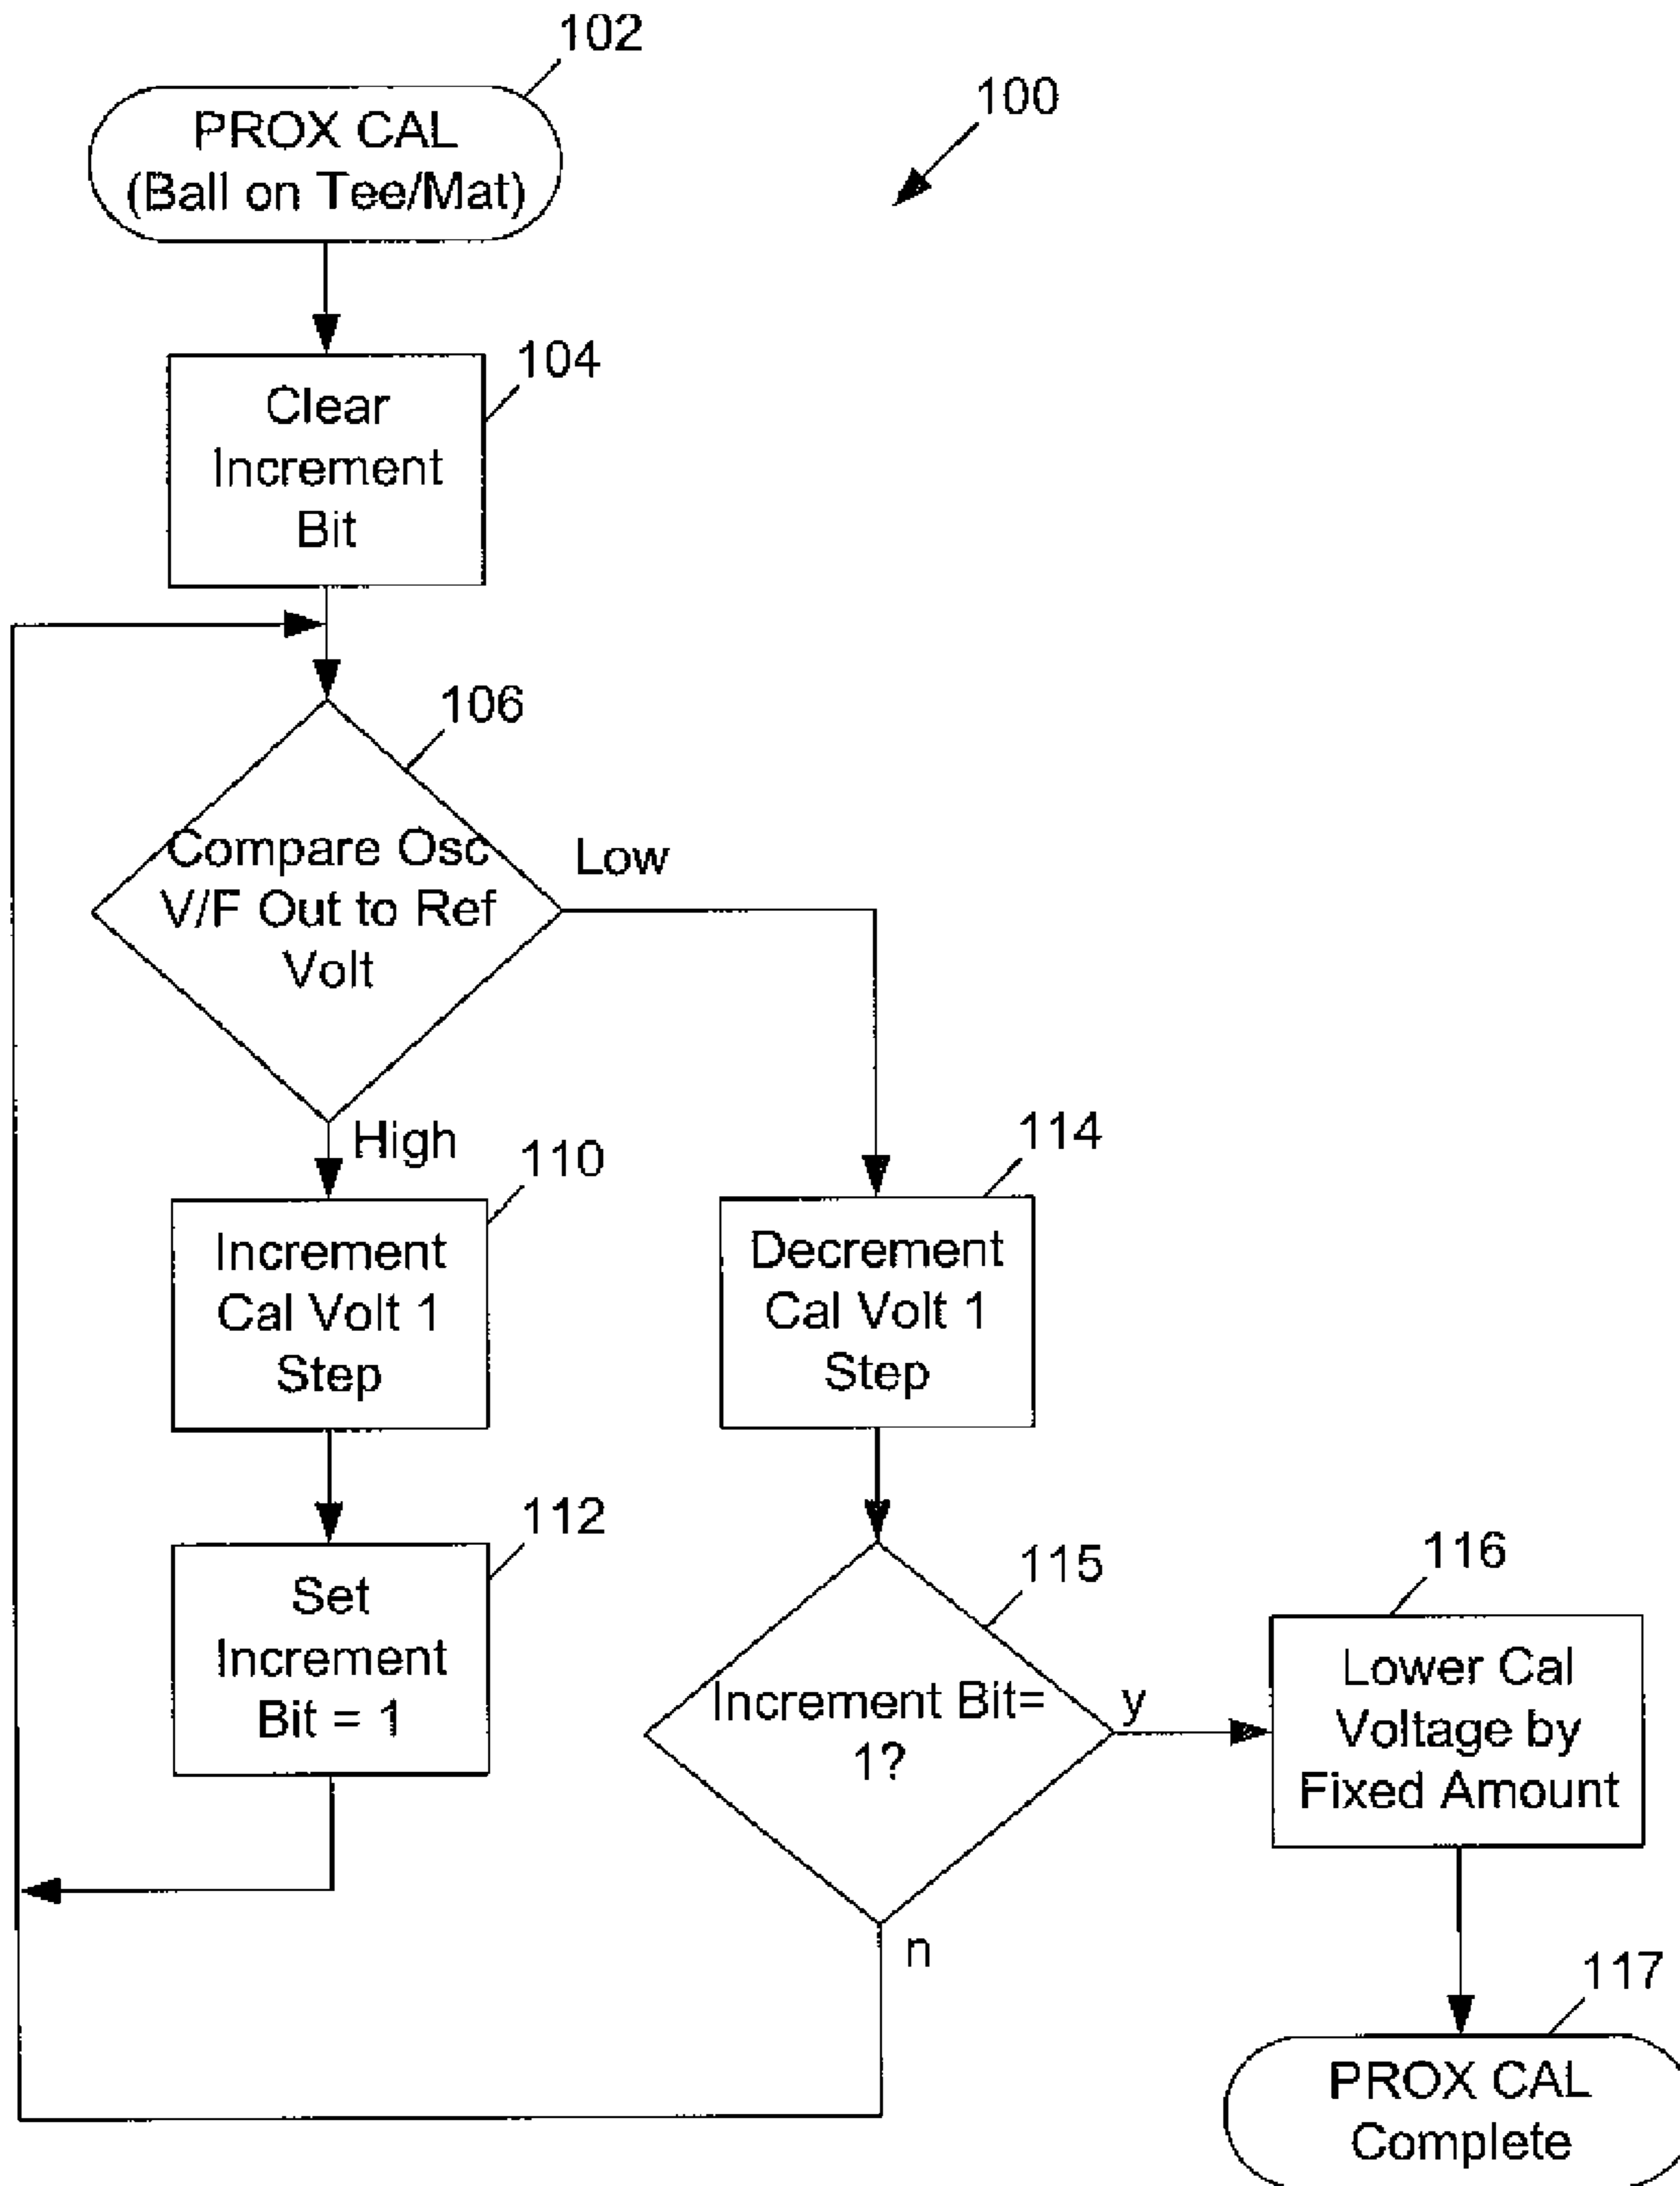 102
PROX CAL
(Ball on Tee/Mat)
100
104
Clear
Increment
Bit
106
Compare Osc
V/F Out to Ref
Volt
Low
High
110
Increment
Cal Volt 1
Step
114
Decrement
Cal Volt 1
Step
112
Set
Increment
Bit = 1
115
Increment Bit=
1?
y
n
116
Lower Cal
Voltage by
Fixed Amount
117
PROX CAL
Complete